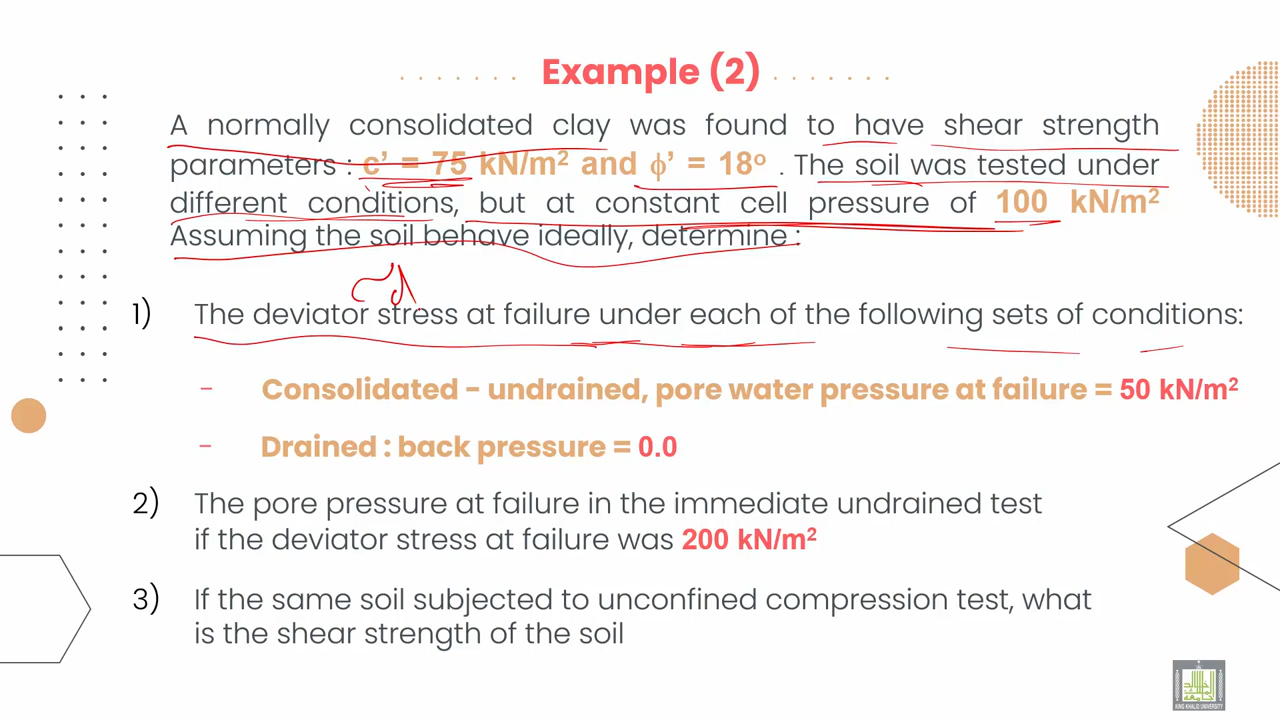 Example (2)
A normally consolidated clay was found to have shear strength
parameters : c’ = 75 kN/m² and ϕ’ = 18º . The soil was tested under
different conditions, but at constant cell pressure of 100 kN/m²
Assuming the soil behave ideally, determine :
σd
1) The deviator stress at failure under each of the following sets of conditions:
- Consolidated - undrained, pore water pressure at failure = 50 kN/m²
- Drained : back pressure = 0.0
2) The pore pressure at failure in the immediate undrained test
if the deviator stress at failure was 200 kN/m²
3) If the same soil subjected to unconfined compression test, what
is the shear strength of the soil
KING KHALID UNIVERSITY